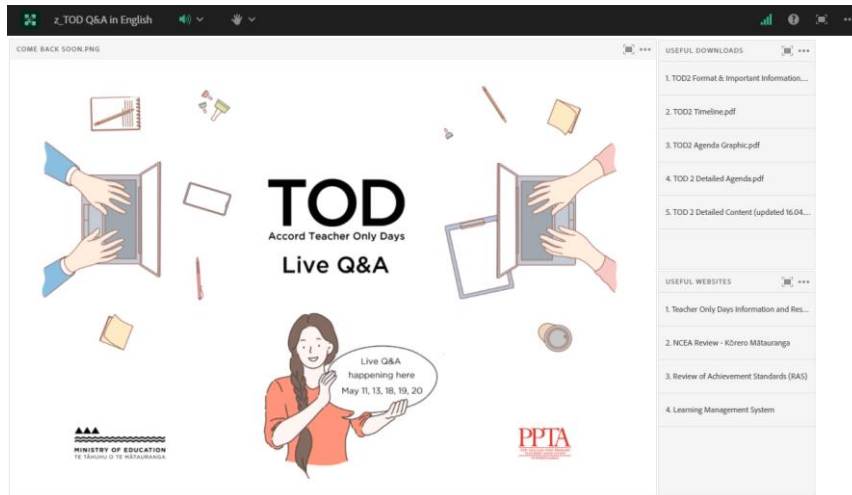 z_TOD Q&A in English
COME BACK SOON.PNG
TOD
Accord Teacher Only Days
Live Q&A
Live Q&A
happening here
May 11, 13, 18, 19, 20
MINISTRY OF EDUCATION
TE TĀHUHU O TE MĀTAURANGA
PPTA
USEFUL DOWNLOADS
1. TOD2 Format & Important Information....
2. TOD2 Timeline.pdf
3. TOD2 Agenda Graphic.pdf
4. TOD 2 Detailed Agenda.pdf
5. TOD 2 Detailed Content (updated 16.04....
USEFUL WEBSITES
1. Teacher Only Days Information and Res...
2. NCEA Review - Kōrero Mātauranga
3. Review of Achievement Standards (RAS)
4. Learning Management System